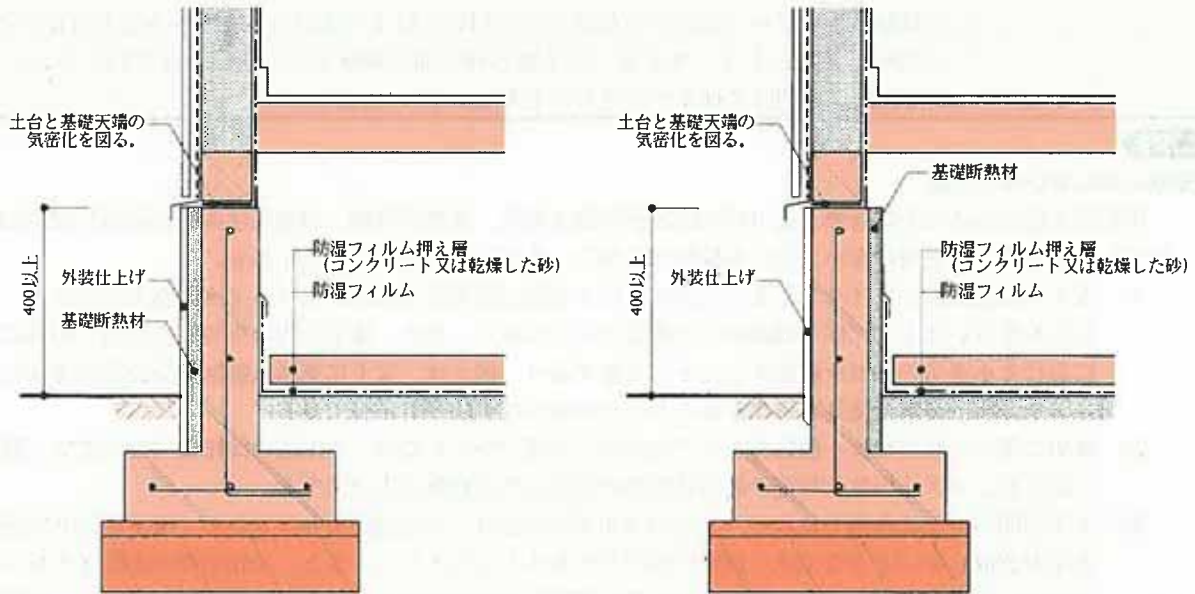 土台と基礎天端の
気密化を図る。
400以上
外装仕上げ
基礎断熱材
防湿フィルム押え層
(コンクリート又は乾燥した砂)
防湿フィルム
土台と基礎天端の
気密化を図る。
基礎断熱材
400以上
外装仕上げ
防湿フィルム押え層
(コンクリート又は乾燥した砂)
防湿フィルム